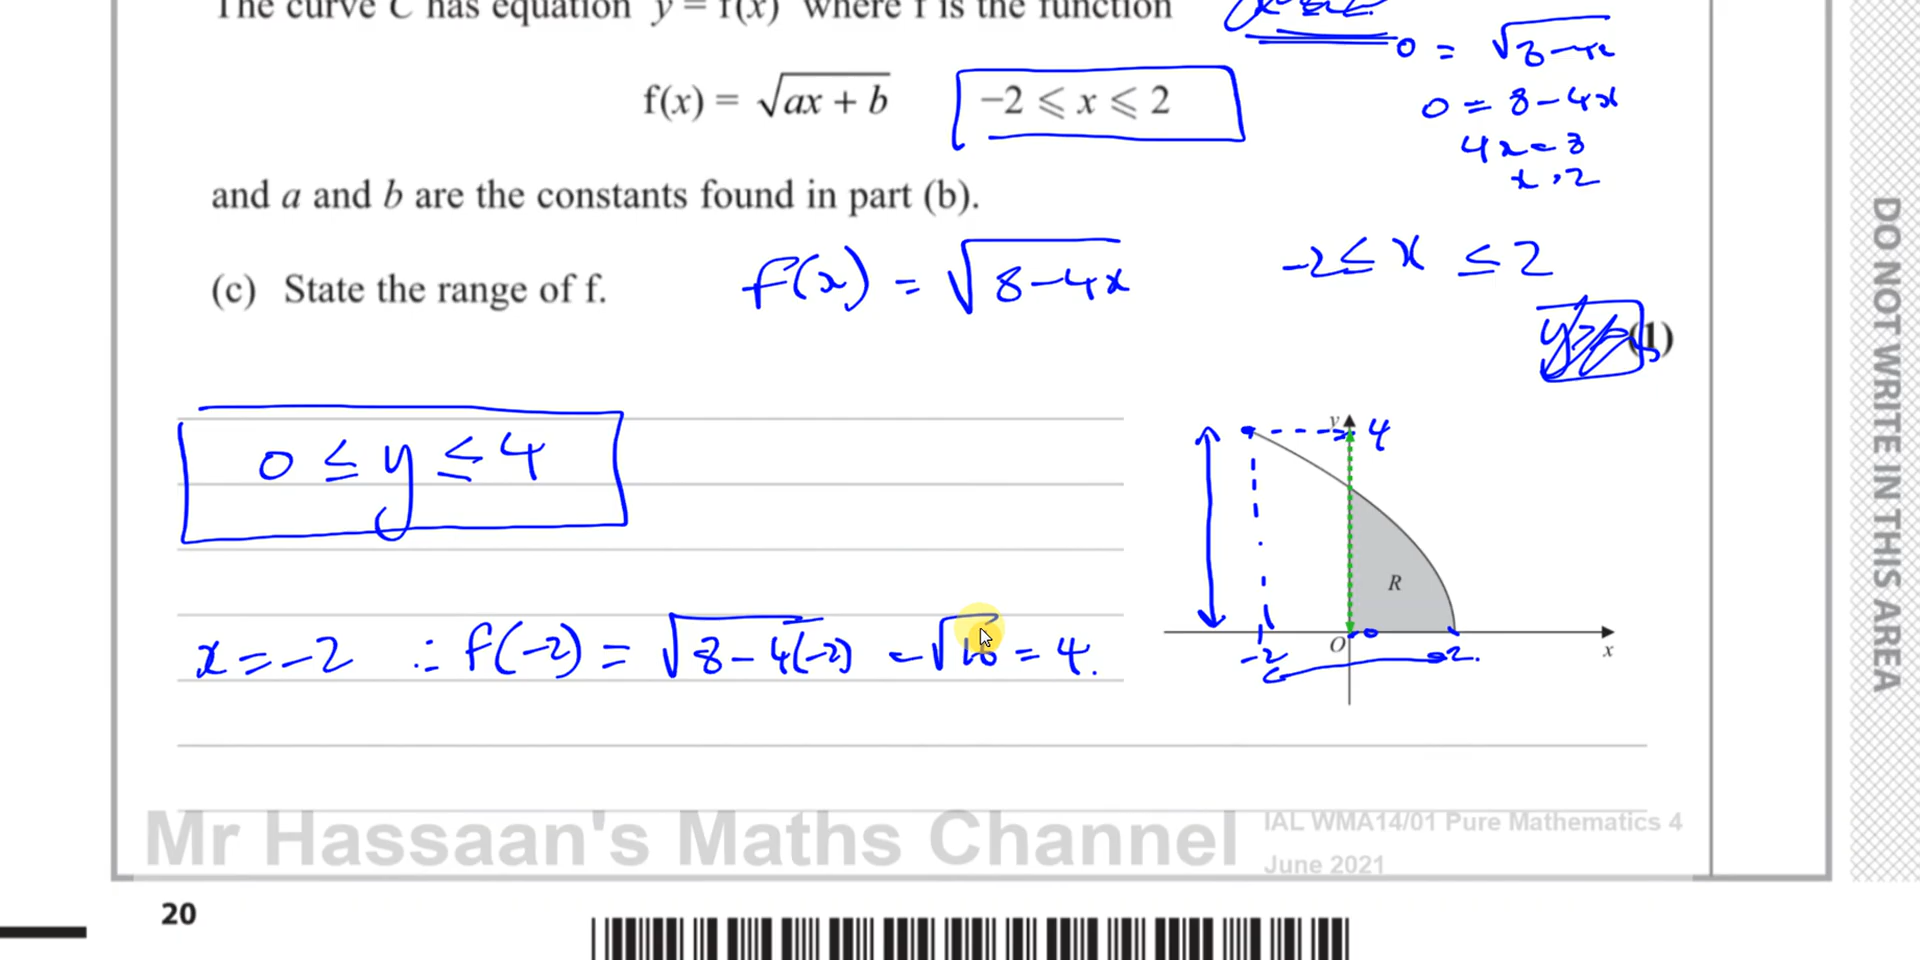 The curve C has equation y = f(x) where f is the function
0 = √8-4x
f(x) = √ax + b −2 ⩽ x ⩽ 2
0 = 8-4x
4x = 8
x = 2
and a and b are the constants found in part (b).
(c) State the range of f.
f(x) = √8-4x
-2 ≤ x ≤ 2
(1)
0 ≤ y ≤ 4
y
4
R
x = -2 ∴ f(-2) = √8-4(-2) = √16 = 4.
O
x
-2
2.
Mr Hassaan's Maths Channel
IAL WMA14/01 Pure Mathematics 4
June 2021
20
DO NOT WRITE IN THIS AREA